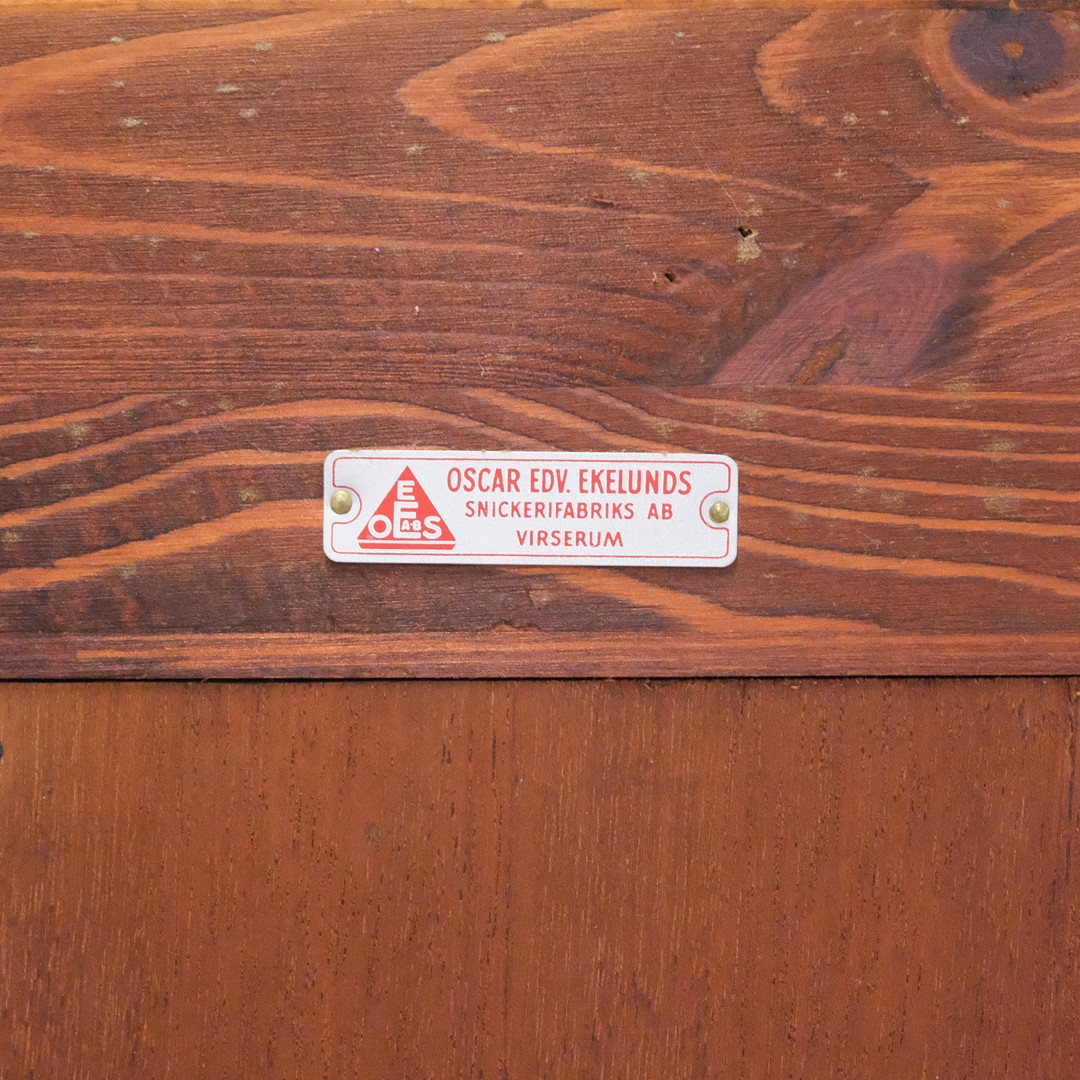 OSCAR EDV. EKELUNDS
SNICKERIFABRIKS AB
VIRSERUM
E
E
O A-B S